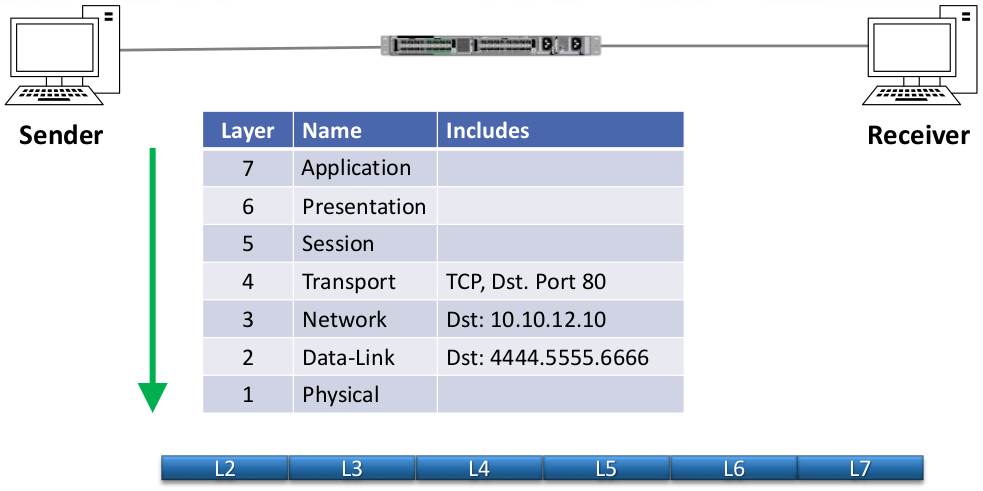 Sender
Receiver
Layer Name Includes
7 Application
6 Presentation
5 Session
4 Transport TCP, Dst. Port 80
3 Network Dst: 10.10.12.10
2 Data-Link Dst: 4444.5555.6666
1 Physical
L2 L3 L4 L5 L6 L7